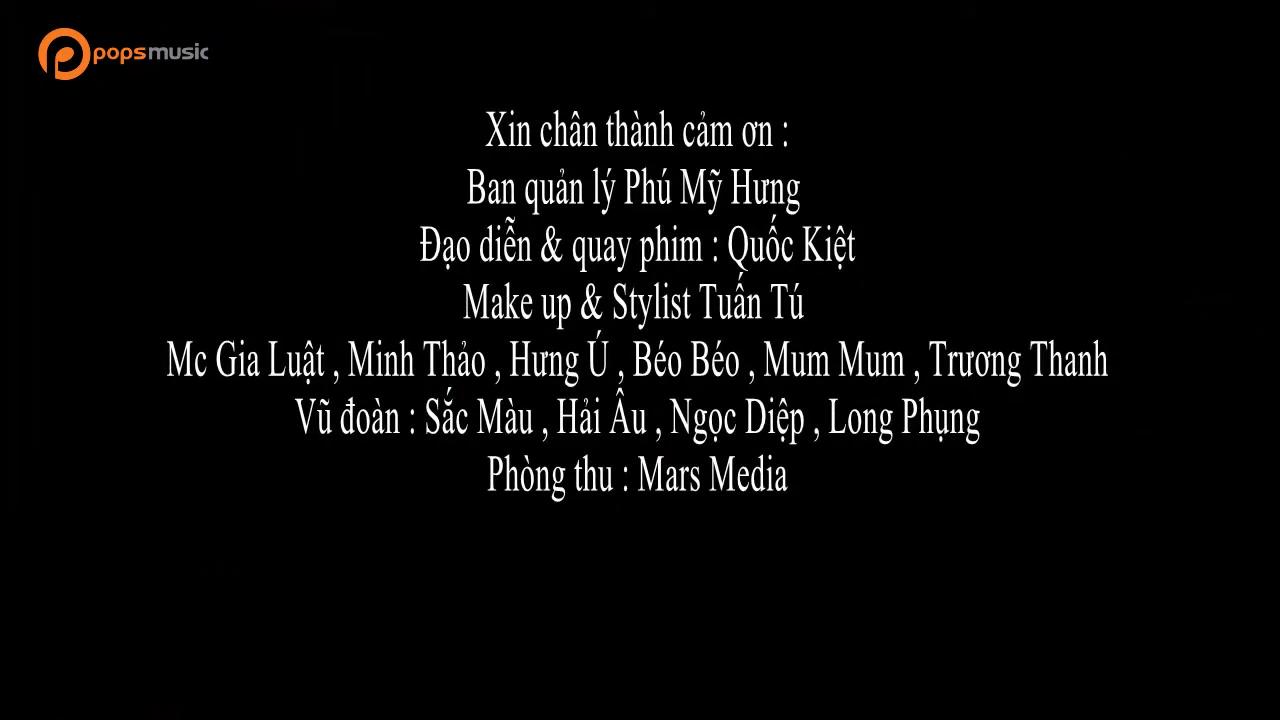 popsmusic
Xin chân thành cảm ơn :
Ban quản lý Phú Mỹ Hưng
Đạo diễn & quay phim : Quốc Kiệt
Make up & Stylist Tuấn Tú
Mc Gia Luật , Minh Thảo , Hưng Ú , Béo Béo , Mum Mum , Trương Thanh
Vũ đoàn : Sắc Màu , Hải Âu , Ngọc Diệp , Long Phụng
Phòng thu : Mars Media